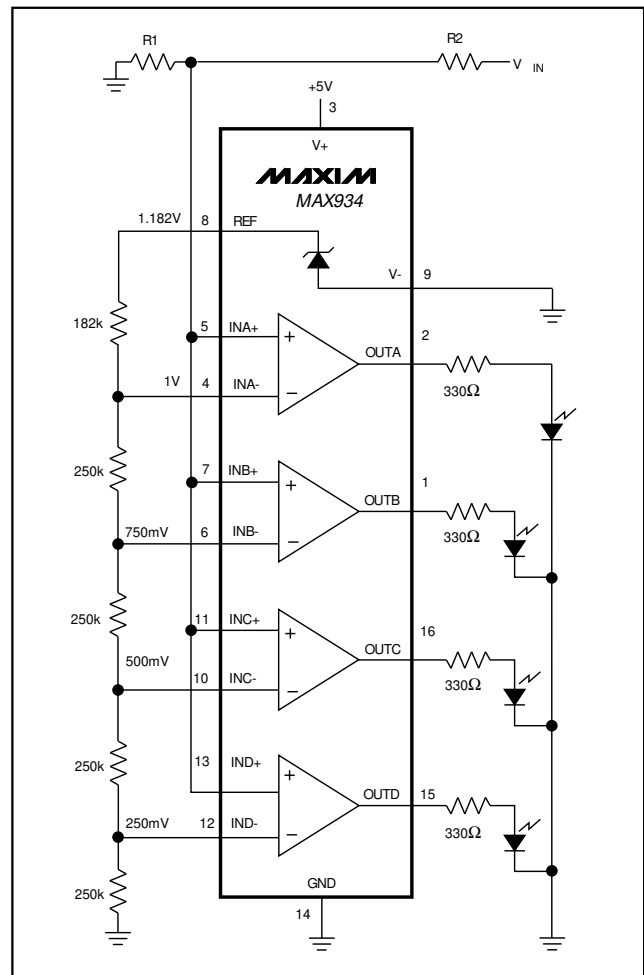 R1
R2
V IN
+5V
3
V+
MAXIM
MAX934
1.182V
8
REF
V-
9
182k
5
INA+
+
OUTA
2
330Ω
1V
4
INA-
−
250k
7
INB+
+
OUTB
1
330Ω
750mV
6
INB-
−
250k
11
INC+
+
OUTC
16
330Ω
500mV
10
INC-
−
250k
13
IND+
+
OUTD
15
330Ω
250mV
12
IND-
−
250k
GND
14